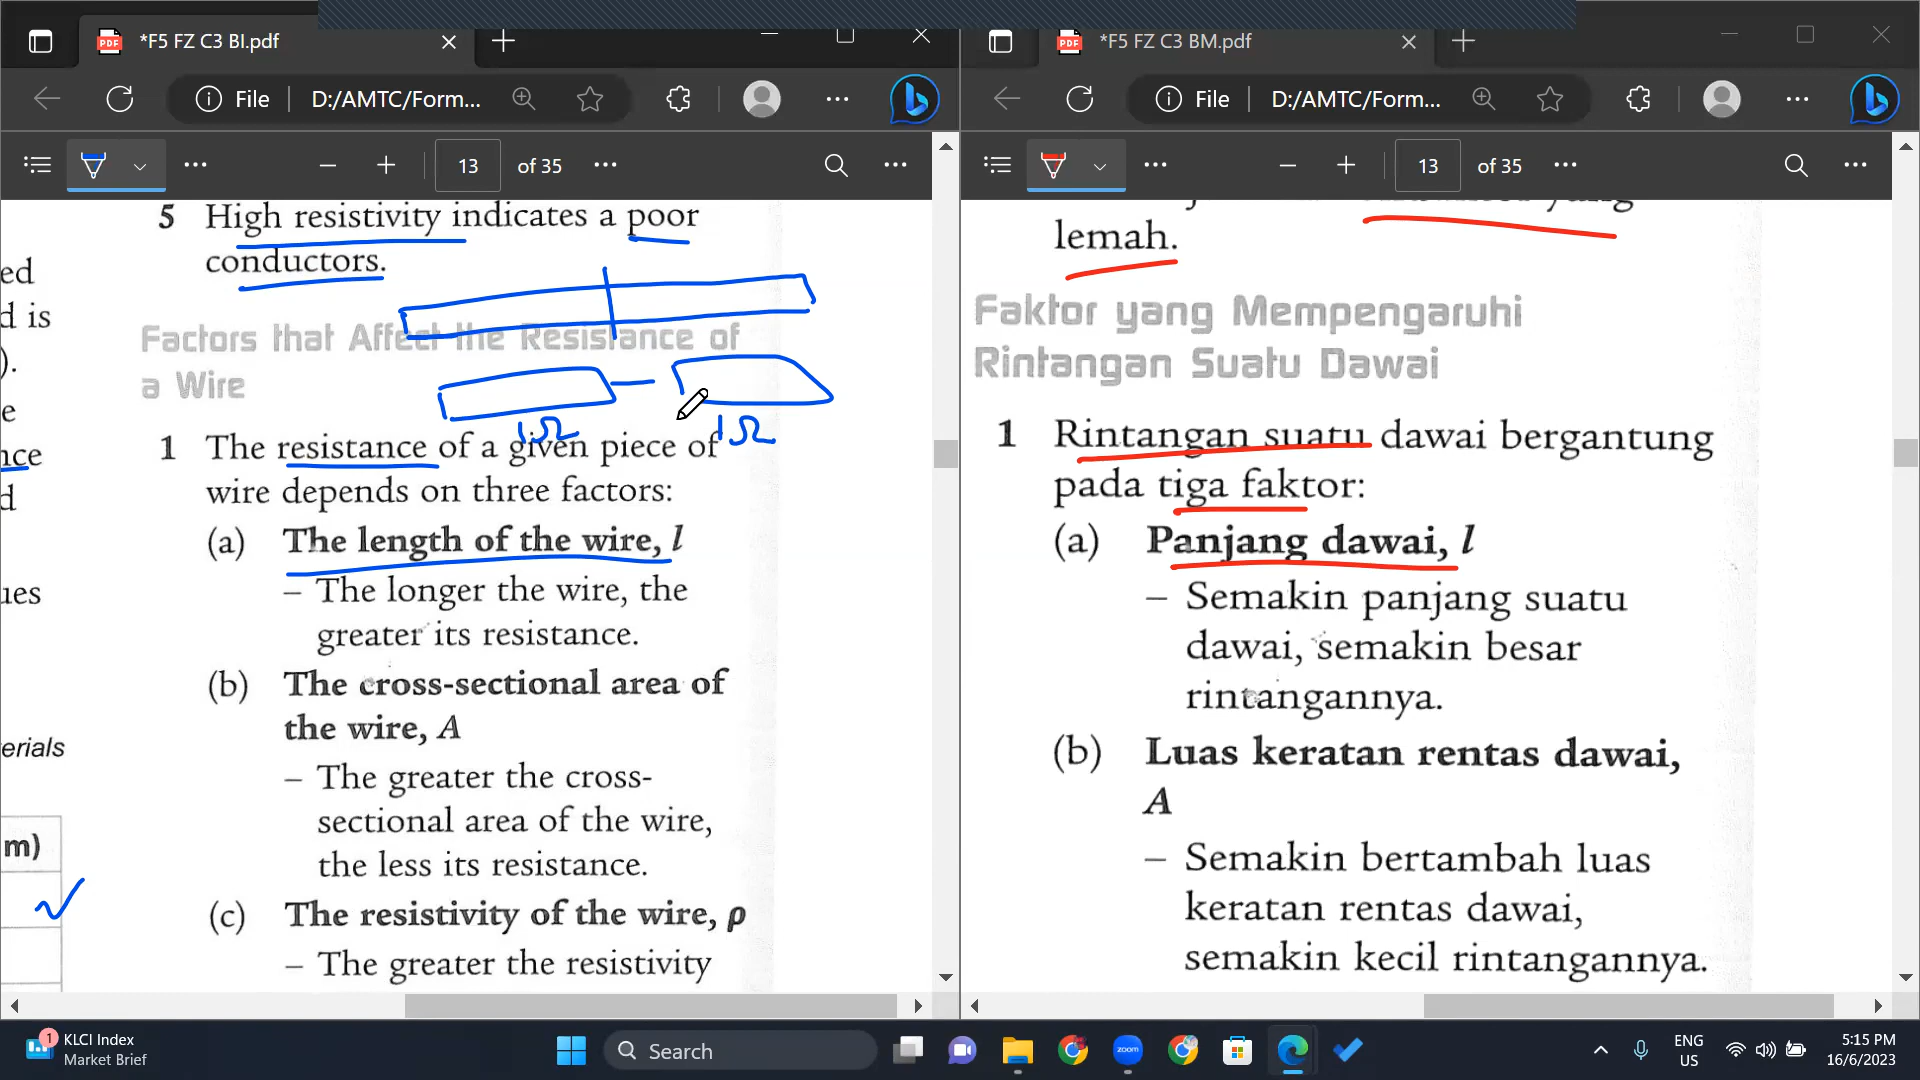 *F5 FZ C3 BI.pdf
File
D:/AMTC/Form...
13 of 35
5 High resistivity indicates a poor
conductors.
ed
d is
).
e
nce
d
ues
erials
m)
Factors that Affect the Resistance of
a Wire
1Ω 1Ω
1 The resistance of a given piece of
wire depends on three factors:
(a) The length of the wire, l
– The longer the wire, the
greater its resistance.
(b) The cross-sectional area of
the wire, A
– The greater the cross-
sectional area of the wire,
the less its resistance.
(c) The resistivity of the wire, ρ
– The greater the resistivity
*F5 FZ C3 BM.pdf
File
D:/AMTC/Form...
13 of 35
lemah.
Faktor yang Mempengaruhi
Rintangan Suatu Dawai
1 Rintangan suatu dawai bergantung
pada tiga faktor:
(a) Panjang dawai, l
– Semakin panjang suatu
dawai, semakin besar
rintangannya.
(b) Luas keratan rentas dawai,
A
– Semakin bertambah luas
keratan rentas dawai,
semakin kecil rintangannya.
1
KLCI Index
Market Brief
Search
zoom
ENG
US
5:15 PM
16/6/2023